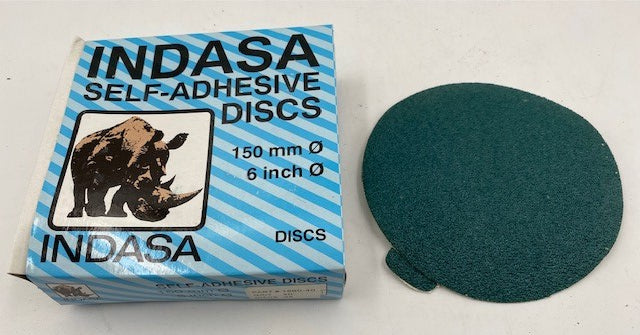 INDASA
SELF-ADHESIVE
DISCS
150 mm Ø
6 inch Ø
INDASA
DISCS
SELF-ADHESIVE DISCS